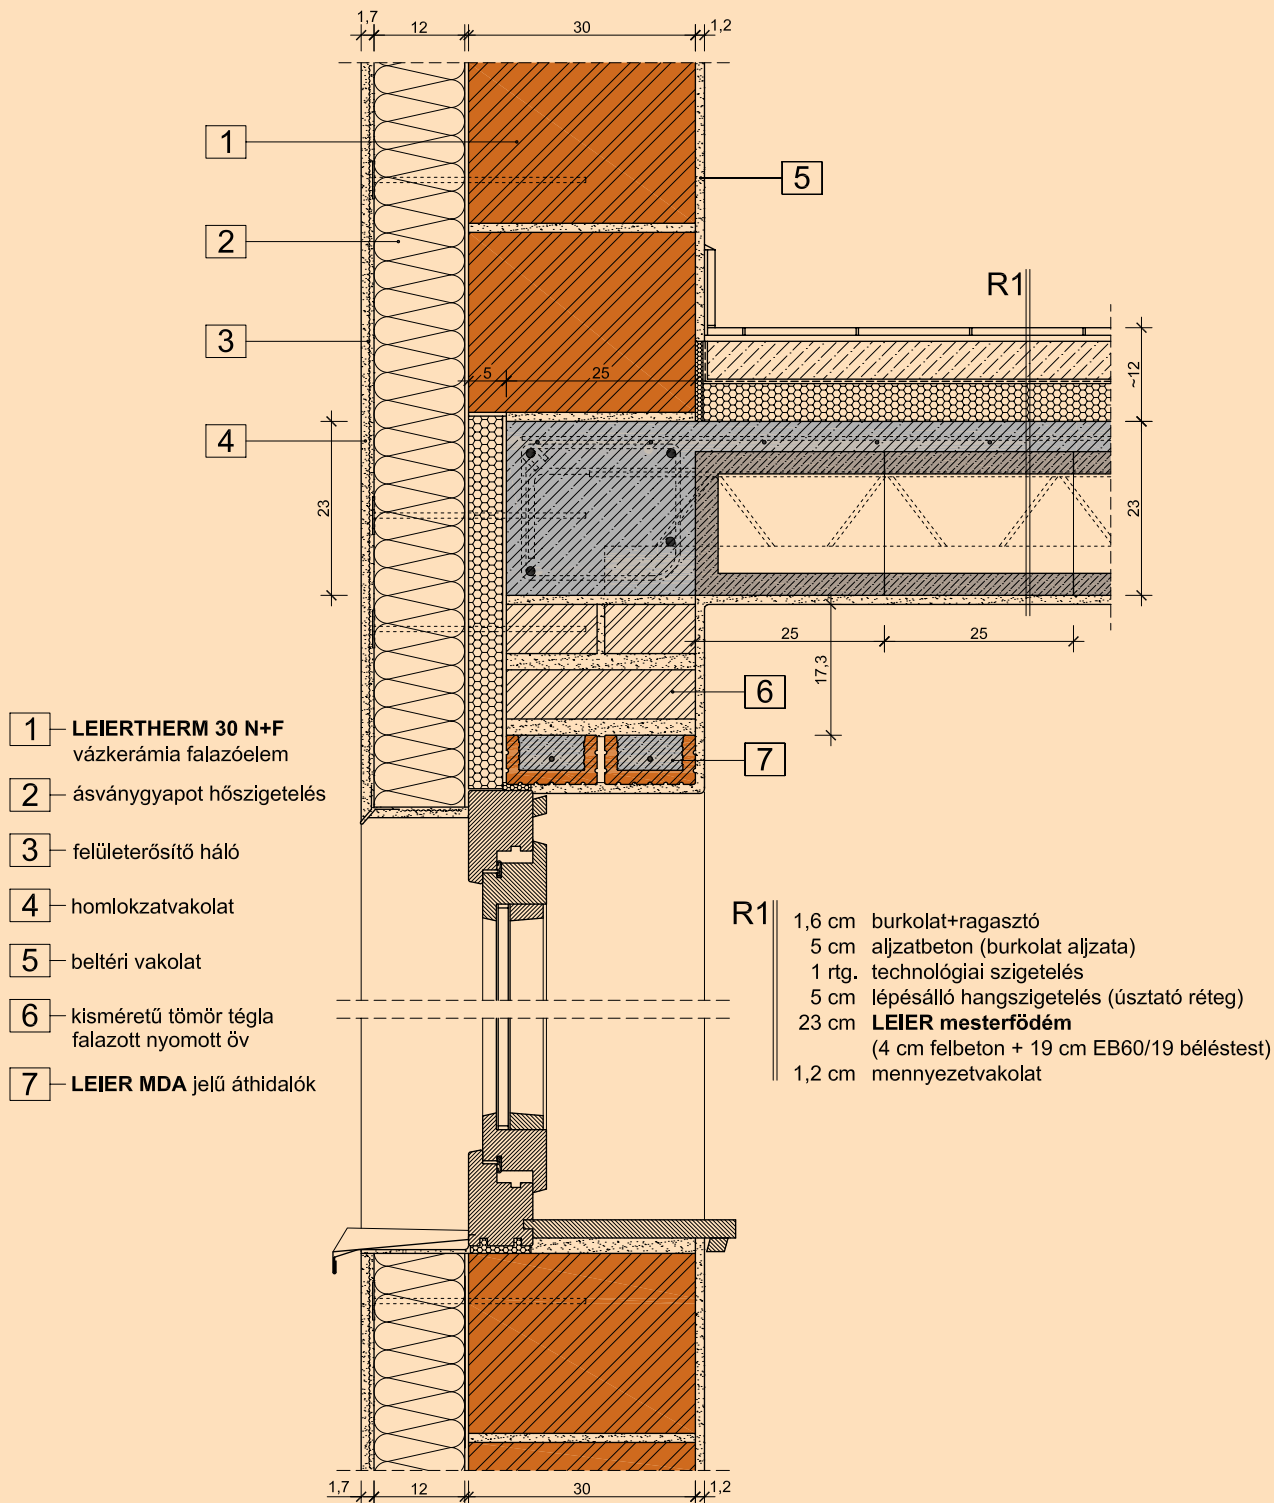 1,7
12
30
1,2
1
5
2
R1
3
5
25
~12
4
23
23
25
25
17,3
6
7
1 LEIERTHERM 30 N+F
vázkerámia falazóelem
2 ásványgyapot hőszigetelés
3 felületerősítő háló
4 homlokzatvakolat
5 beltéri vakolat
6 kisméretű tömör tégla
falazott nyomott öv
7 LEIER MDA jelű áthidalók
R1
1,6 cm burkolat+ragasztó
5 cm aljzatbeton (burkolat aljzata)
1 rtg. technológiai szigetelés
5 cm lépésálló hangszigetelés (úsztató réteg)
23 cm LEIER mesterfödém
(4 cm felbeton + 19 cm EB60/19 béléstest)
1,2 cm mennyezetvakolat
1,7
12
30
1,2